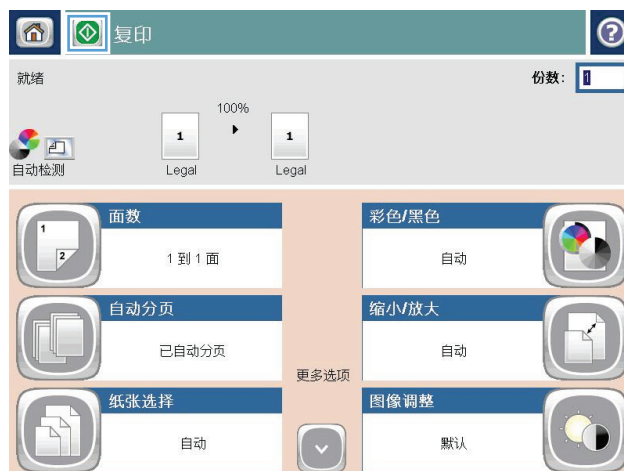 复印
就绪
份数: 1
100%
1 1
自动检测 Legal Legal
面数
1 到 1 面
彩色/黑色
自动
自动分页
已自动分页
缩小/放大
自动
更多选项
纸张选择
自动
图像调整
默认
1
2